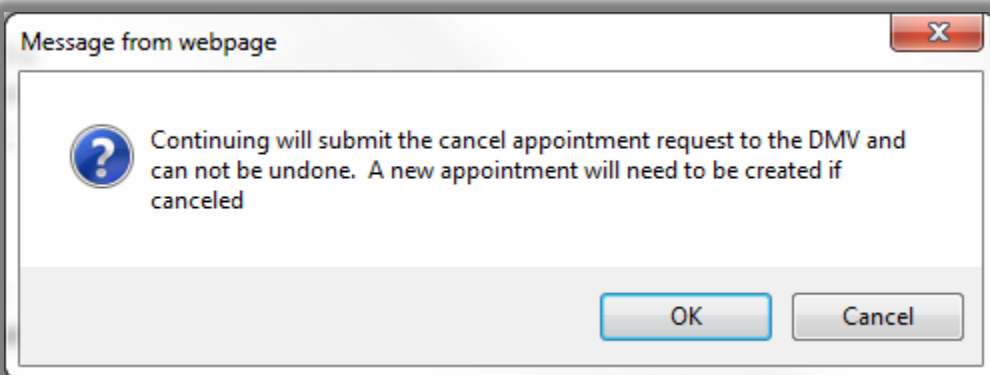 Message from webpage
Continuing will submit the cancel appointment request to the DMV and
can not be undone.  A new appointment will need to be created if
canceled
OK
Cancel